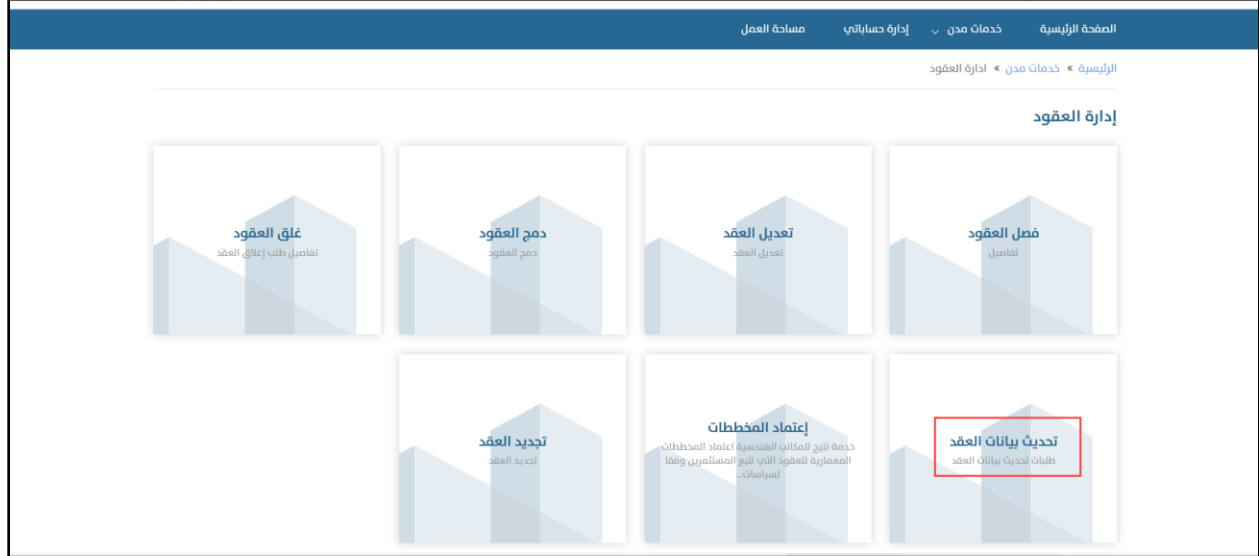 الصفحة الرئيسية خدمات مدن إدارة حساباتي مساحة العمل
الرئيسية » خدمات مدن » ادارة العقود
إدارة العقود
فصل العقود
تفاصيل
تعديل العقد
تعديل العقد
دمج العقود
دمج العقود
غلق العقود
تفاصيل طلب إغلاق العقد
تحديث بيانات العقد
طلبات تحديث بيانات العقد
إعتماد المخططات
خدمة تتيح للمكاتب الهندسية اعتماد المخططات
المعمارية للعقود التي تتبع المستثمرين وفقا
لسياسات...
تجديد العقد
تجديد العقد